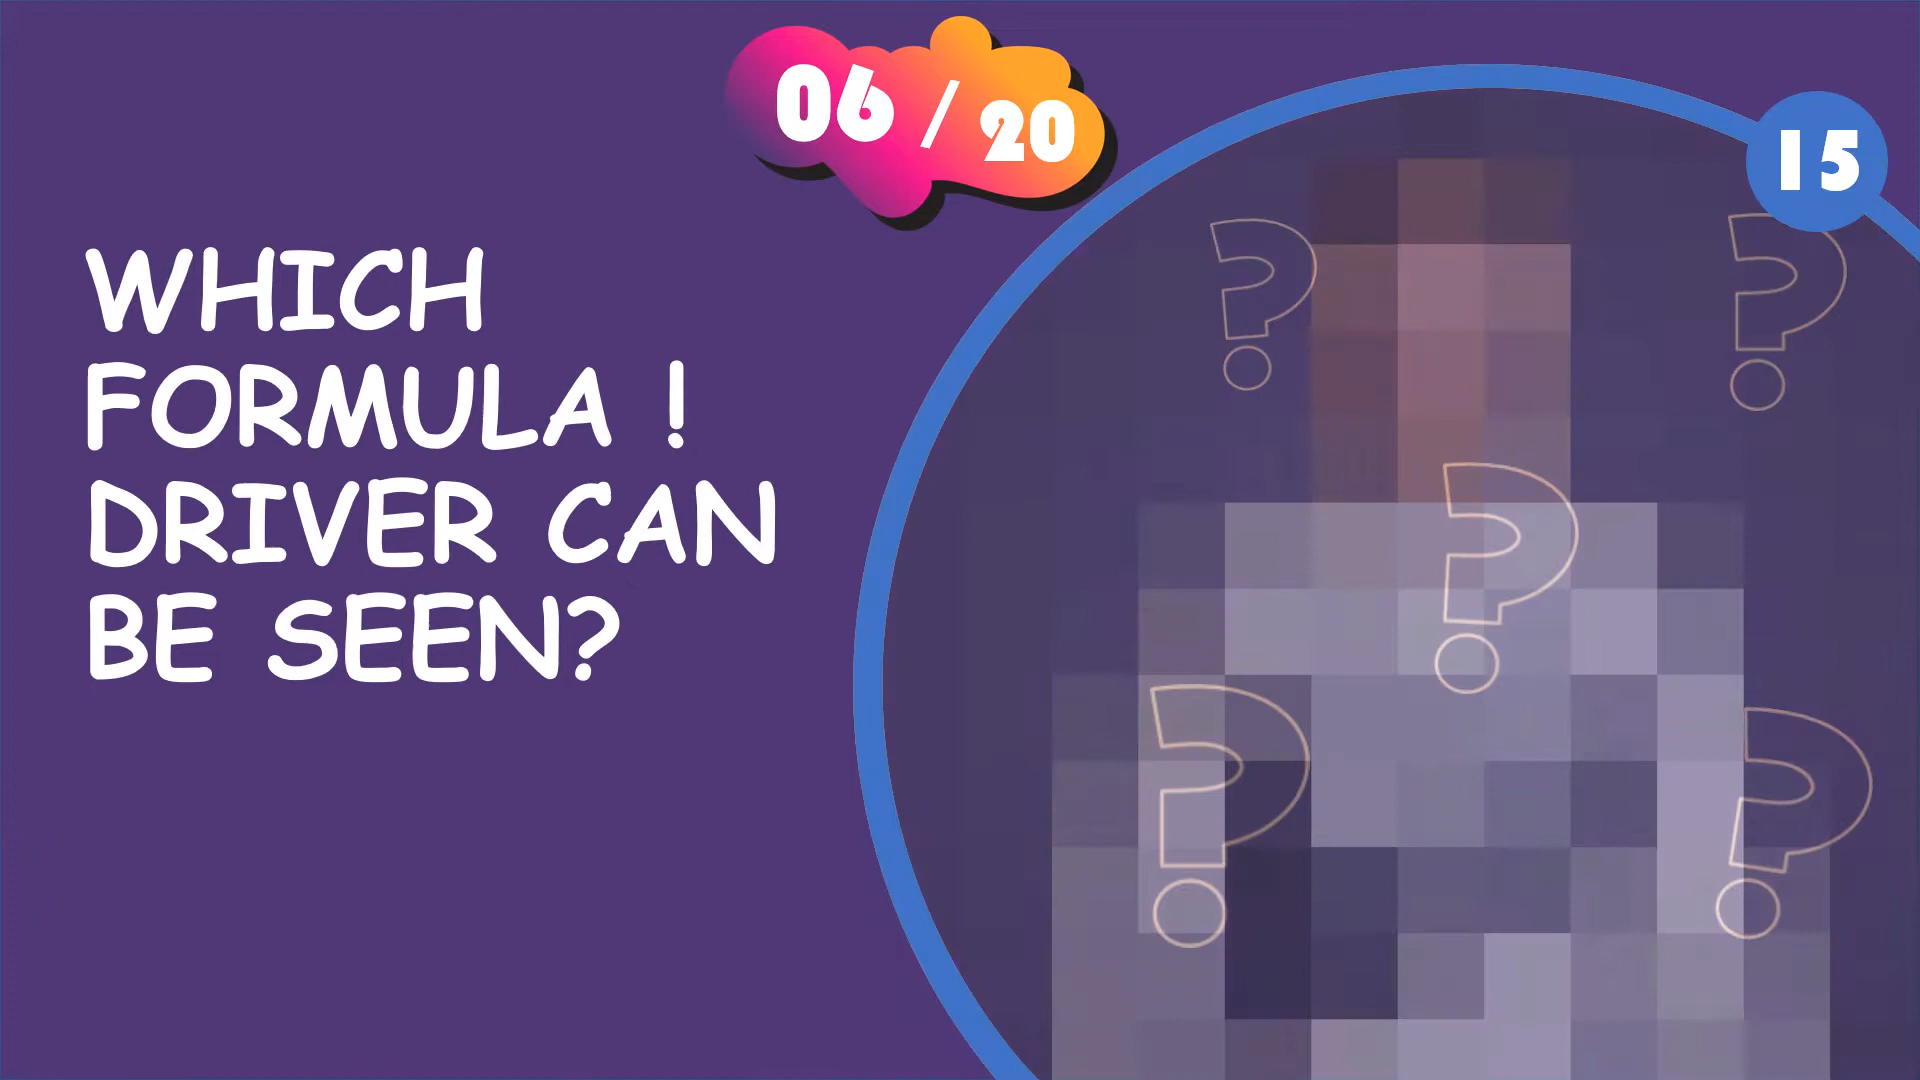 06 / 20
15
WHICH
FORMULA !
DRIVER CAN
BE SEEN?
? ?
?
? ?